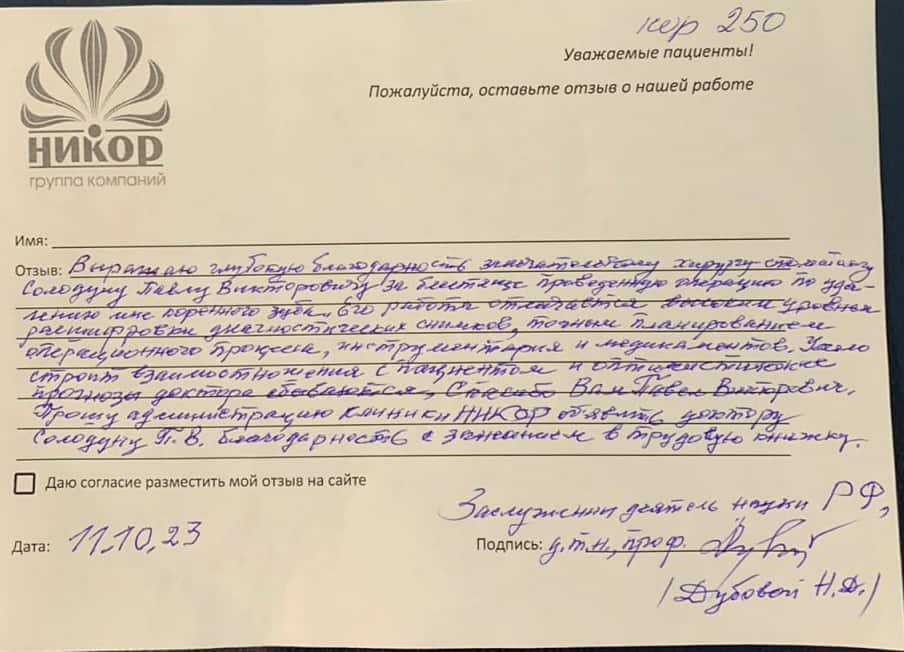 кор 250
Уважаемые пациенты!
Пожалуйста, оставьте отзыв о нашей работе
НИКОР
группа компаний
Имя:
Отзыв: Выражаю глубокую благодарность замечательному хирургу стоматологу
Солодуну Павлу Викторовичу за блестяще проведенную операцию по уда-
лению мне коренного зуба. Его работа отличается высоким уровнем
расшифровки диагностических снимков, точным планированием
операционного процесса, инструментария и медикаментов. Умело
строит взаимоотношения с пациентом и оптимистические
прогнозы доктора сбываются. Спасибо Вам Павел Викторович.
Прошу администрацию клиники НИКОР объявить доктору
Солодуну П.В. благодарность с в трудовую книжку.
Даю согласие разместить мой отзыв на сайте
Заслуженный деятель науки РФ,
Дата: 11.10.23 Подпись: д.т.н., проф.
/Дубовой Н.Д./